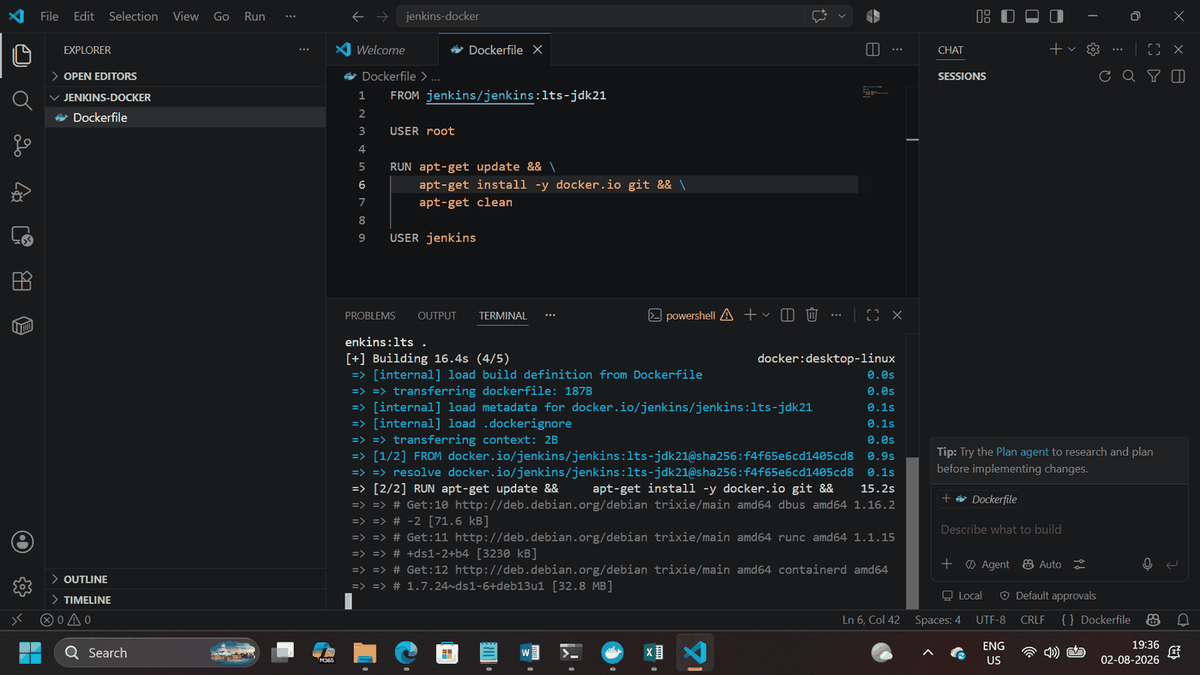 File Edit Selection View Go Run ···
jenkins-docker
EXPLORER ···
OPEN EDITORS
JENKINS-DOCKER
Dockerfile
OUTLINE
TIMELINE
Welcome Dockerfile ···
Dockerfile > ...
1 FROM jenkins/jenkins:lts-jdk21
2
3 USER root
4
5 RUN apt-get update && \
6 apt-get install -y docker.io git && \
7 apt-get clean
8
9 USER jenkins
PROBLEMS OUTPUT TERMINAL ··· powershell ···
enkins:lts .
[+] Building 16.4s (4/5) docker:desktop-linux
=> [internal] load build definition from Dockerfile 0.0s
=> => transferring dockerfile: 187B 0.0s
=> [internal] load metadata for docker.io/jenkins/jenkins:lts-jdk21 0.1s
=> [internal] load .dockerignore 0.1s
=> => transferring context: 2B 0.0s
=> [1/2] FROM docker.io/jenkins/jenkins:lts-jdk21@sha256:f4f65e6cd1405cd8 0.9s
=> => resolve docker.io/jenkins/jenkins:lts-jdk21@sha256:f4f65e6cd1405cd8 0.1s
=> [2/2] RUN apt-get update && apt-get install -y docker.io git && 15.2s
=> => # Get:10 http://deb.debian.org/debian trixie/main amd64 dbus amd64 1.16.2
=> => # -2 [71.6 kB]
=> => # Get:11 http://deb.debian.org/debian trixie/main amd64 runc amd64 1.1.15
=> => # +ds1-2+b4 [3230 kB]
=> => # Get:12 http://deb.debian.org/debian trixie/main amd64 containerd amd64
=> => # 1.7.24~ds1-6+deb13u1 [32.8 MB]
CHAT ···
SESSIONS
Tip: Try the Plan agent to research and plan
before implementing changes.
Dockerfile
Describe what to build
Agent Auto
Local Default approvals
0 0 Ln 6, Col 42 Spaces: 4 UTF-8 CRLF { } Dockerfile
Search
M365
ENG
US
19:36
02-08-2026